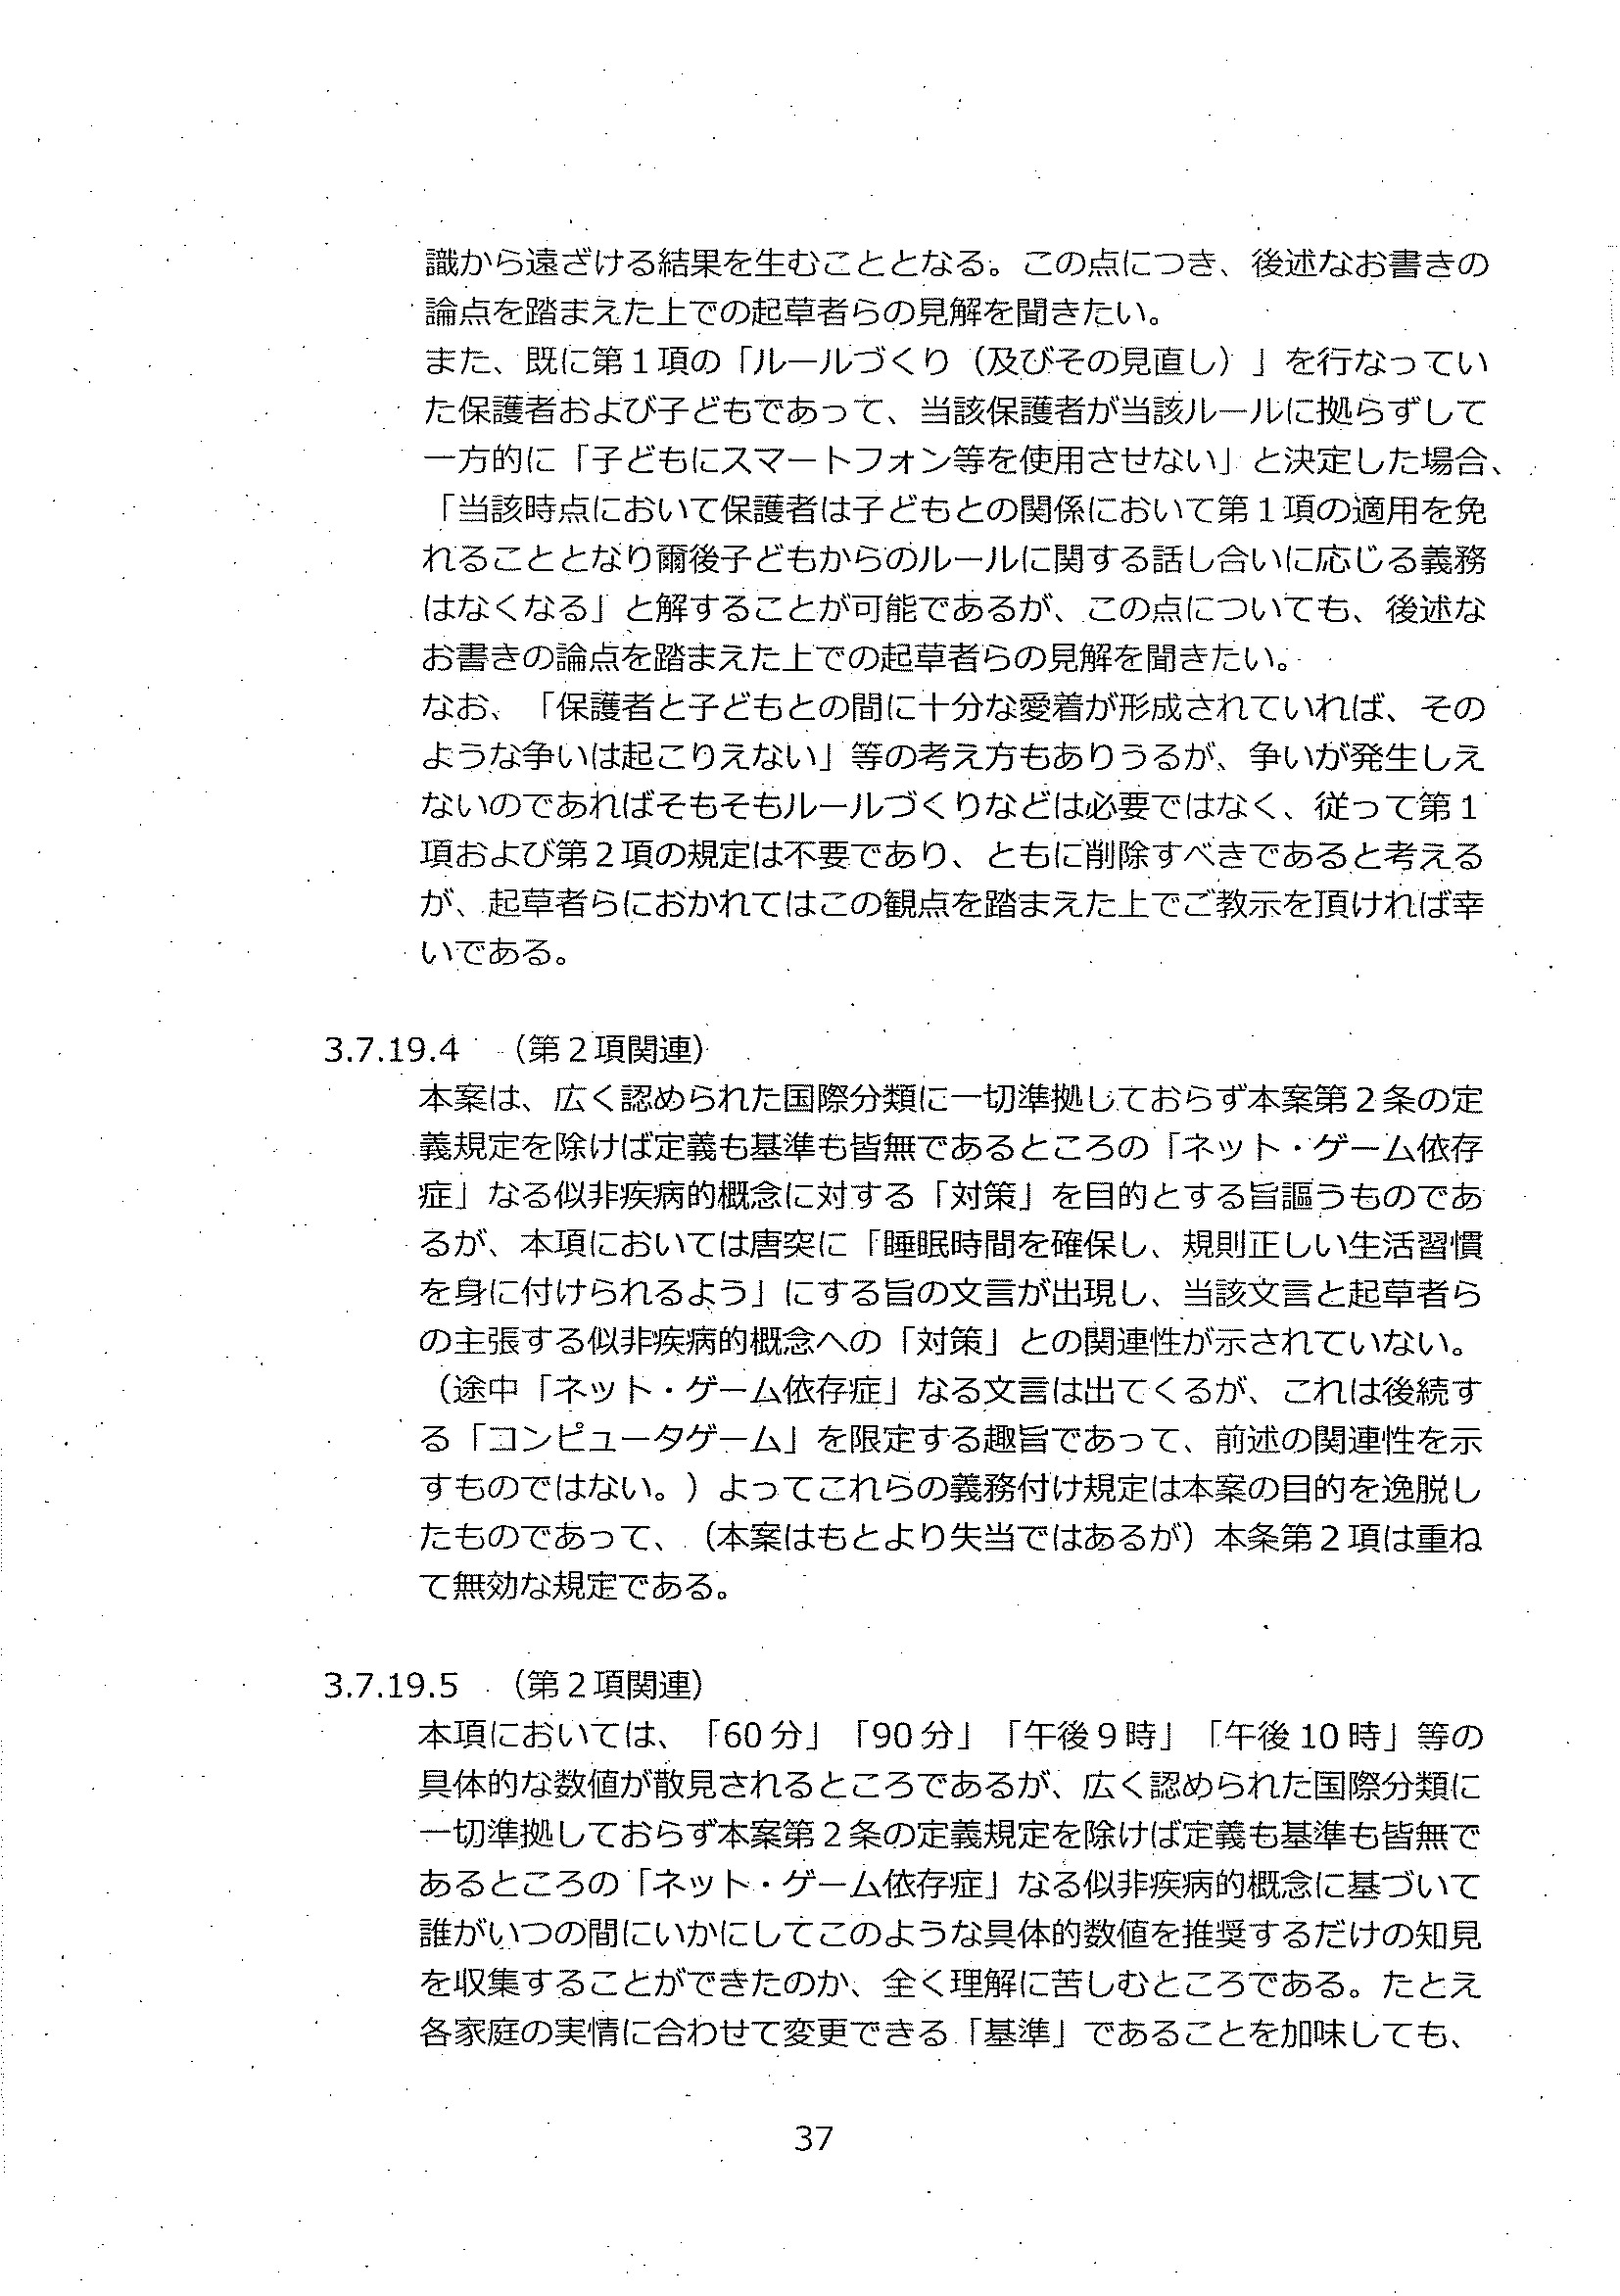 識から遠ざける結果を生むこととなる。この点につき、後述なお書きの
論点を踏まえた上での起草者らの見解を聞きたい。
また、既に第1項の「ルールづくり（及びその見直し）」を行なってい
た保護者および子どもであって、当該保護者が当該ルールに拠らずして
一方的に「子どもにスマートフォン等を使用させない」と決定した場合、
「当該時点において保護者は子どもとの関係において第1項の適用を免
れることとなり爾後子どもからのルールに関する話し合いに応じる義務
はなくなる」と解することが可能であるが、この点についても、後述な
お書きの論点を踏まえた上での起草者らの見解を聞きたい。
なお、「保護者と子どもとの間に十分な愛着が形成されていれば、その
ような争いは起こりえない」等の考え方もありうるが、争いが発生しえ
ないのであればそもそもルールづくりなどは必要ではなく、従って第1
項および第2項の規定は不要であり、ともに削除すべきであると考える
が、起草者らにおかれてはこの観点を踏まえた上でご教示を頂ければ幸
いである。
3.7.19.4 （第2項関連）
本案は、広く認められた国際分類に一切準拠しておらず本案第2条の定
義規定を除けば定義も基準も皆無であるところの「ネット・ゲーム依存
症」なる似非疾病的概念に対する「対策」を目的とする旨謳うものであ
るが、本項においては唐突に「睡眠時間を確保し、規則正しい生活習慣
を身に付けられるよう」にする旨の文言が出現し、当該文言と起草者ら
の主張する似非疾病的概念への「対策」との関連性が示されていない。
（途中「ネット・ゲーム依存症」なる文言は出てくるが、これは後続す
る「コンピュータゲーム」を限定する趣旨であって、前述の関連性を示
すものではない。）よってこれらの義務付け規定は本案の目的を逸脱し
たものであって、（本案はもとより失当ではあるが）本条第2項は重ね
て無効な規定である。
3.7.19.5 （第2項関連）
本項においては、「60分」「90分」「午後9時」「午後10時」等の
具体的な数値が散見されるところであるが、広く認められた国際分類に
一切準拠しておらず本案第2条の定義規定を除けば定義も基準も皆無で
あるところの「ネット・ゲーム依存症」なる似非疾病的概念に基づいて
誰がいつの間にいかにしてこのような具体的数値を推奨するだけの知見
を収集することができたのか、全く理解に苦しむところである。たとえ
各家庭の実情に合わせて変更できる「基準」であることを加味しても、
37